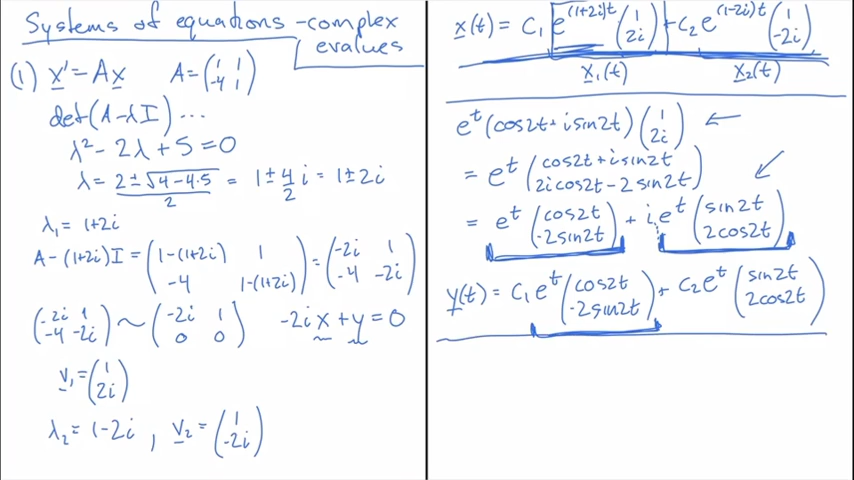 Systems of equations - complex
evalues
(1) x' = Ax   A = (1 1; -4 1)
det(A-λI) ...
λ² - 2λ + 5 = 0
λ = (2 ± √(4-4·5))/2 = 1 ± 4/2 i = 1 ± 2i
λ₁ = 1+2i
A - (1+2i)I = (1-(1+2i) 1; -4 1-(1+2i)) = (-2i 1; -4 -2i)
(-2i 1; -4 -2i) ~ (-2i 1; 0 0)   -2ix + y = 0
v₁ = (1; 2i)
λ₂ = 1-2i, v₂ = (1; -2i)
x(t) = C₁ e^((1+2i)t) (1; 2i) + C₂ e^((1-2i)t) (1; -2i)
x₁(t)   x₂(t)
e^t (cos2t + i sin2t) (1; 2i) ←
= e^t (cos2t + i sin2t; 2i cos2t - 2 sin2t)
= e^t (cos2t; -2sin2t) + i e^t (sin2t; 2cos2t)
y(t) = C₁ e^t (cos2t; -2sin2t) + C₂ e^t (sin2t; 2cos2t)